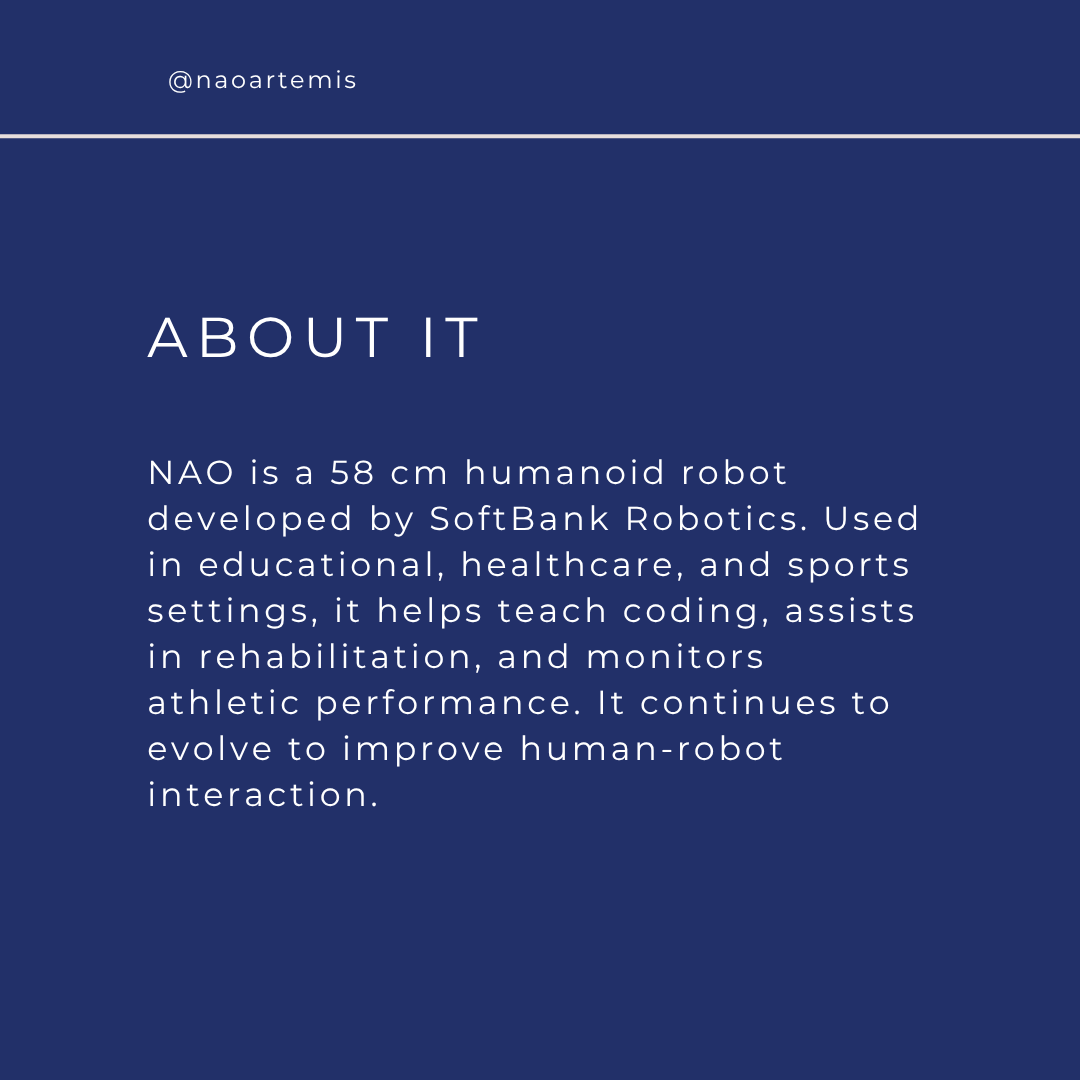 @naoartemis
ABOUT IT
NAO is a 58 cm humanoid robot
developed by SoftBank Robotics. Used
in educational, healthcare, and sports
settings, it helps teach coding, assists
in rehabilitation, and monitors
athletic performance. It continues to
evolve to improve human-robot
interaction.